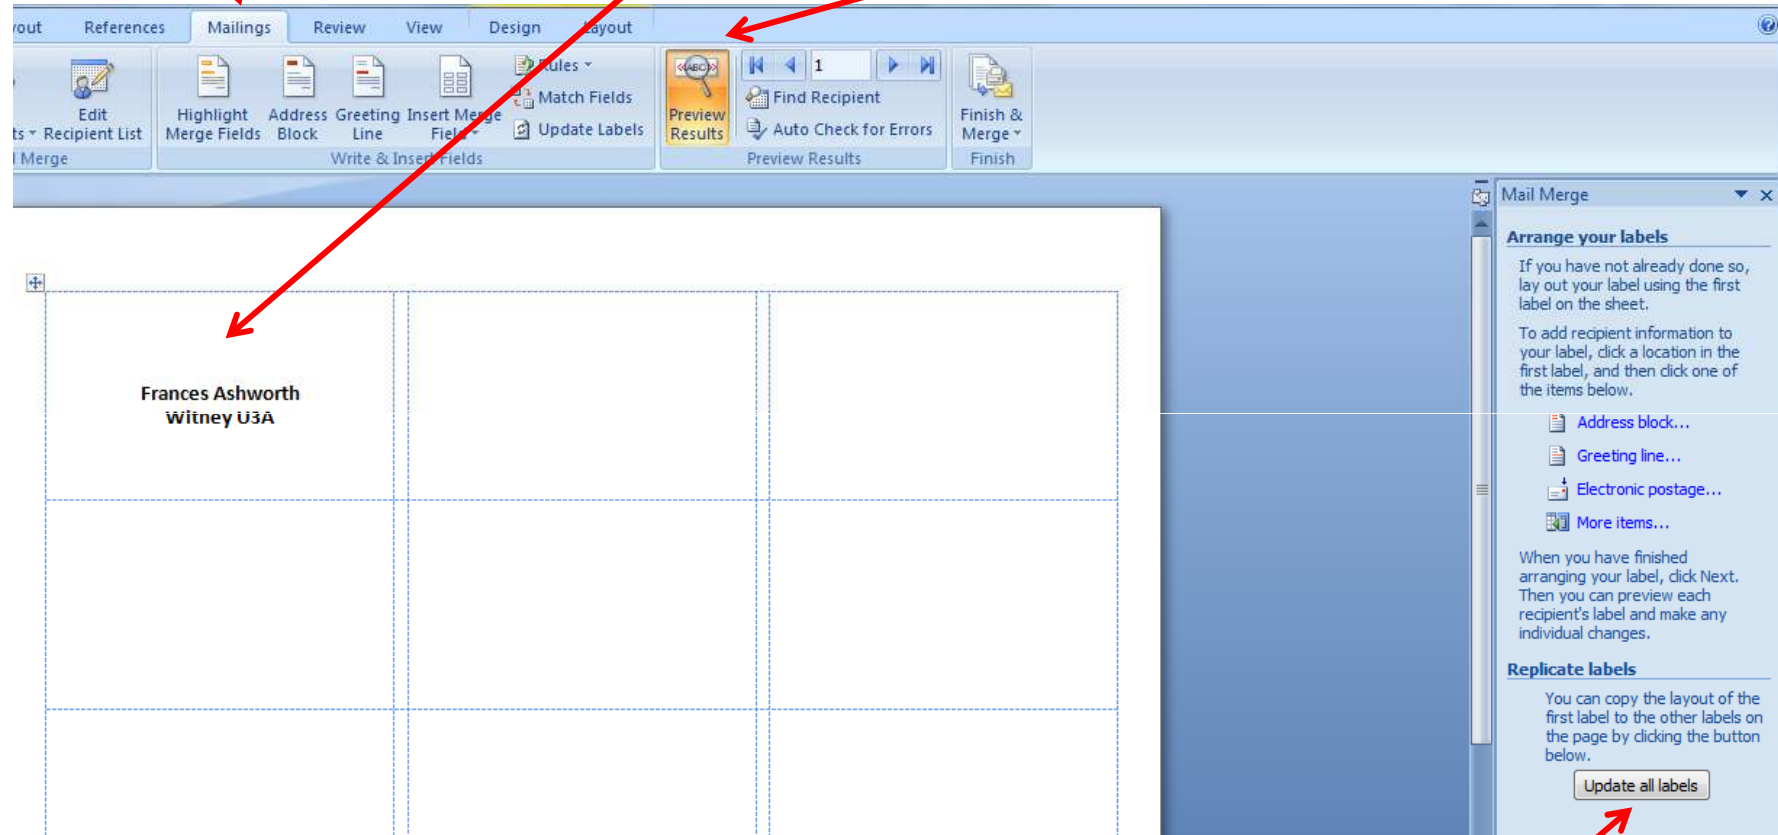 References Mailings Review View Design Layout
Rules
Match Fields
Update Labels
Edit
Recipient List
Highlight
Merge Fields
Address
Block
Greeting
Line
Insert Merge
Field
Preview
Results
1
Find Recipient
Auto Check for Errors
Finish &
Merge
Merge
Write & Insert Fields
Preview Results
Finish
Mail Merge
Arrange your labels
If you have not already done so,
lay out your label using the first
label on the sheet.
To add recipient information to
your label, click a location in the
first label, and then click one of
the items below.
Address block...
Greeting line...
Electronic postage...
More items...
When you have finished
arranging your label, click Next.
Then you can preview each
recipient's label and make any
individual changes.
Replicate labels
You can copy the layout of the
first label to the other labels on
the page by clicking the button
below.
Update all labels
Frances Ashworth
Witney U3A